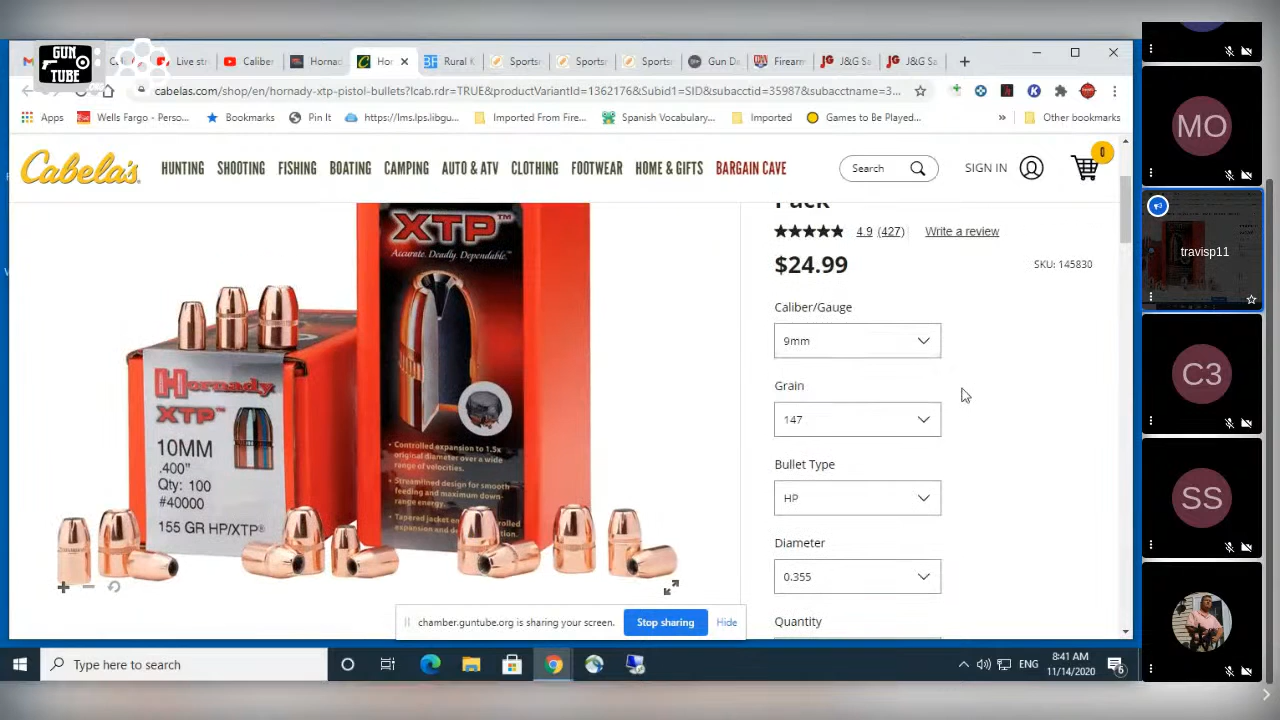 GUN
TUBE
Live str
Caliber
Hornad
Hor
Rural K
Sports
Sports
Sports
Gun De
Firearm
J&G Sa
J&G Sa
cabelas.com/shop/en/hornady-xtp-pistol-bullets?lcab.rdr=TRUE&productVariantId=1362176&Subid1=SID&subacctid=35987&subacctname=3...
Apps
Wells Fargo - Perso...
Bookmarks
Pin It
https://lms.lps.libgu...
Imported From Fire...
Spanish Vocabulary...
Imported
Games to Be Played...
»
Other bookmarks
Cabela's
HUNTING
SHOOTING
FISHING
BOATING
CAMPING
AUTO & ATV
CLOTHING
FOOTWEAR
HOME & GIFTS
BARGAIN CAVE
Search
SIGN IN
0
Pack
4.9 (427)
Write a review
$24.99
SKU: 145830
Caliber/Gauge
9mm
Grain
147
Bullet Type
HP
Diameter
0.355
Quantity
XTP™
Accurate. Deadly. Dependable.™
• Controlled expansion to 1.5x
original diameter over a wide
range of velocities.
• Streamlined design for smooth
feeding and maximum down-
range energy.
Hornady
XTP™
10MM
.400"
Qty: 100
#40000
155 GR HP/XTP®
chamber.guntube.org is sharing your screen.
Stop sharing
Hide
Type here to search
ENG
8:41 AM
11/14/2020
6
MO
travisp11
C3
SS